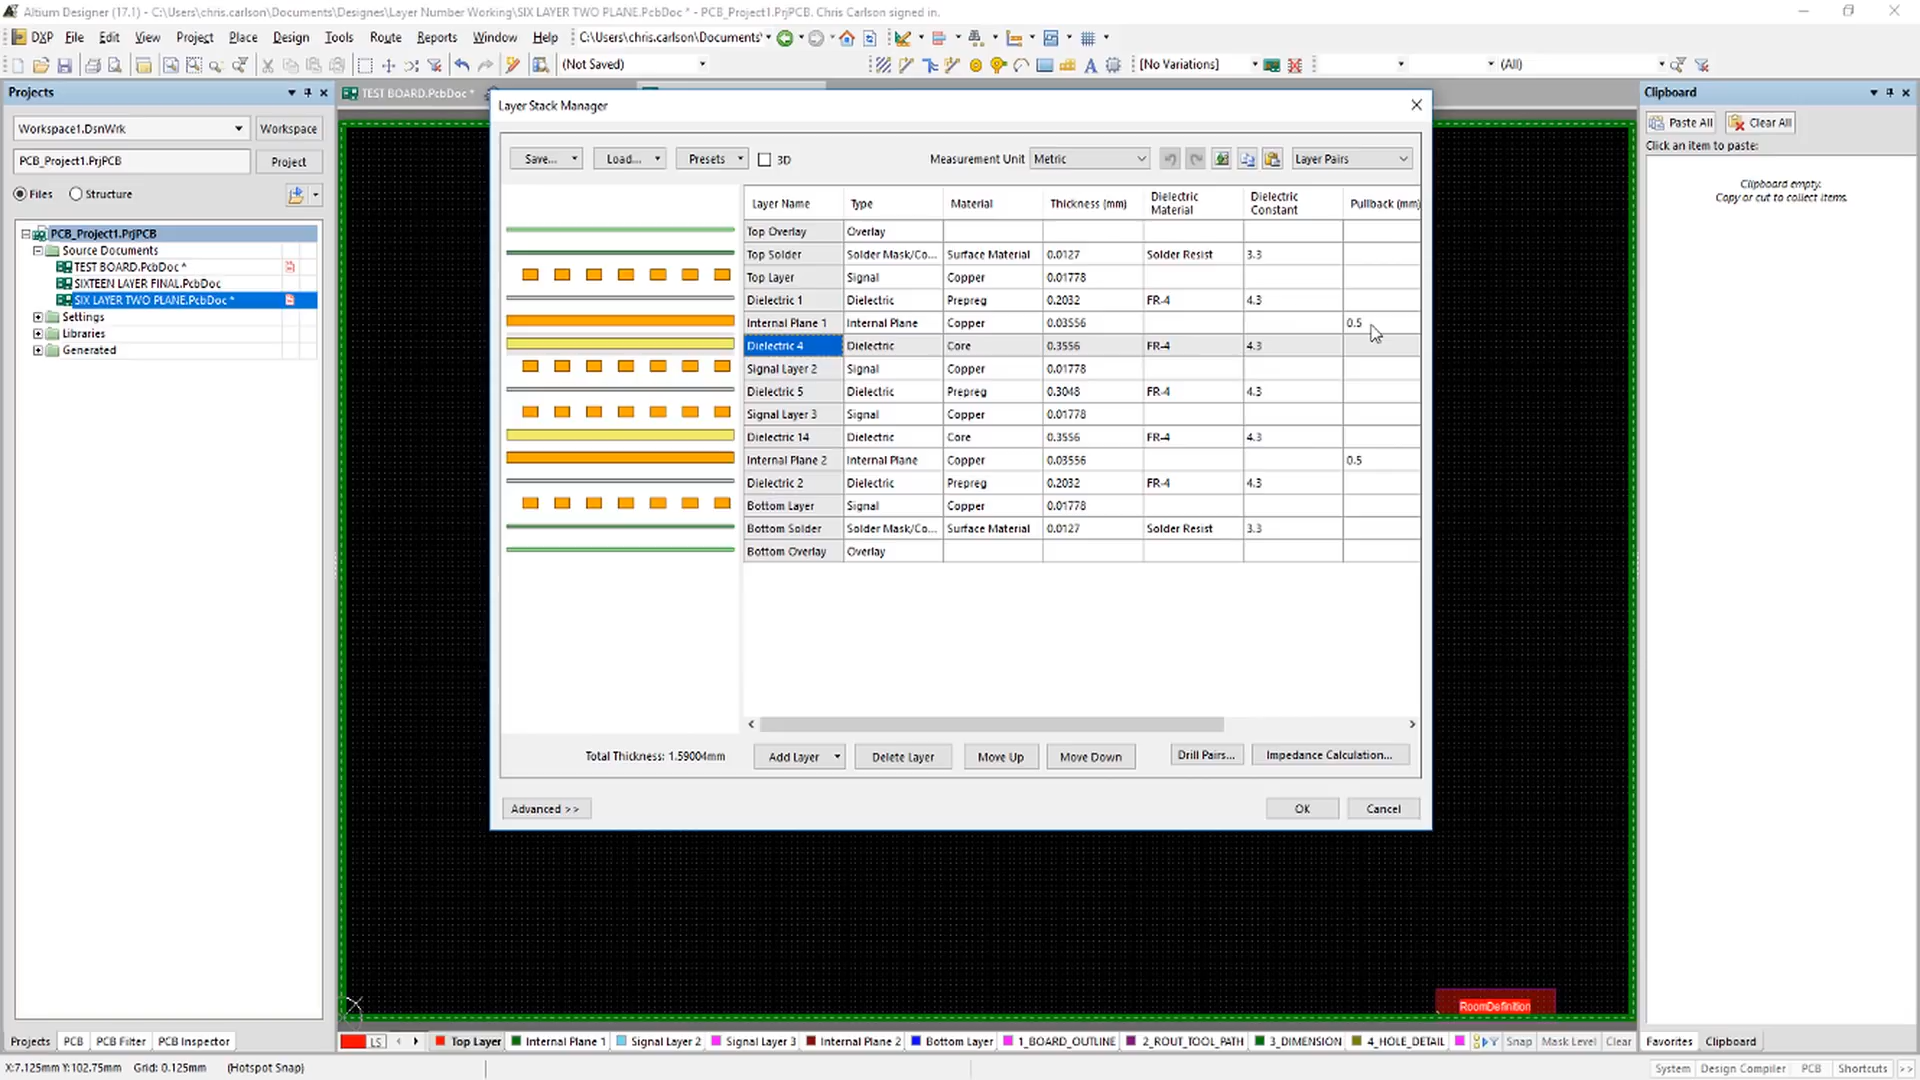 Altium Designer (17.1) - C:\Users\chris.carlson\Documents\Designes\Layer Number Working\SIX LAYER TWO PLANE.PcbDoc * - PCB_Project1.PrjPCB. Chris Carlson signed in.
DXP File Edit View Project Place Design Tools Route Reports Window Help C:\Users\chris.carlson\Documents'
(Not Saved) [No Variations] (All)
Projects
TEST BOARD.PcbDoc *
Workspace1.DsnWrk Workspace
PCB_Project1.PrjPCB Project
Files Structure
PCB_Project1.PrjPCB
Source Documents
TEST BOARD.PcbDoc *
SIXTEEN LAYER FINAL.PcbDoc
SIX LAYER TWO PLANE.PcbDoc *
Settings
Libraries
Generated
Layer Stack Manager
Save... Load... Presets 3D Measurement Unit Metric Layer Pairs
Layer Name Type Material Thickness (mm) Dielectric Material Dielectric Constant Pullback (mm)
Top Overlay Overlay
Top Solder Solder Mask/Co... Surface Material 0.0127 Solder Resist 3.3
Top Layer Signal Copper 0.01778
Dielectric 1 Dielectric Prepreg 0.2032 FR-4 4.3
Internal Plane 1 Internal Plane Copper 0.03556 0.5
Dielectric 4 Dielectric Core 0.3556 FR-4 4.3
Signal Layer 2 Signal Copper 0.01778
Dielectric 5 Dielectric Prepreg 0.3048 FR-4 4.3
Signal Layer 3 Signal Copper 0.01778
Dielectric 14 Dielectric Core 0.3556 FR-4 4.3
Internal Plane 2 Internal Plane Copper 0.03556 0.5
Dielectric 2 Dielectric Prepreg 0.2032 FR-4 4.3
Bottom Layer Signal Copper 0.01778
Bottom Solder Solder Mask/Co... Surface Material 0.0127 Solder Resist 3.3
Bottom Overlay Overlay
Total Thickness: 1.59004mm Add Layer Delete Layer Move Up Move Down Drill Pairs... Impedance Calculation...
Advanced >> OK Cancel
Clipboard
Paste All Clear All
Click an item to paste:
Clipboard empty.
Copy or cut to collect items.
RoomDefinition
Projects PCB PCB Filter PCB Inspector
LS Top Layer Internal Plane 1 Signal Layer 2 Signal Layer 3 Internal Plane 2 Bottom Layer 1_BOARD_OUTLINE 2_ROUT_TOOL_PATH 3_DIMENSION 4_HOLE_DETAIL Snap Mask Level Clear
Favorites Clipboard
X:7.125mm Y:102.75mm Grid: 0.125mm (Hotspot Snap)
System Design Compiler PCB Shortcuts >>